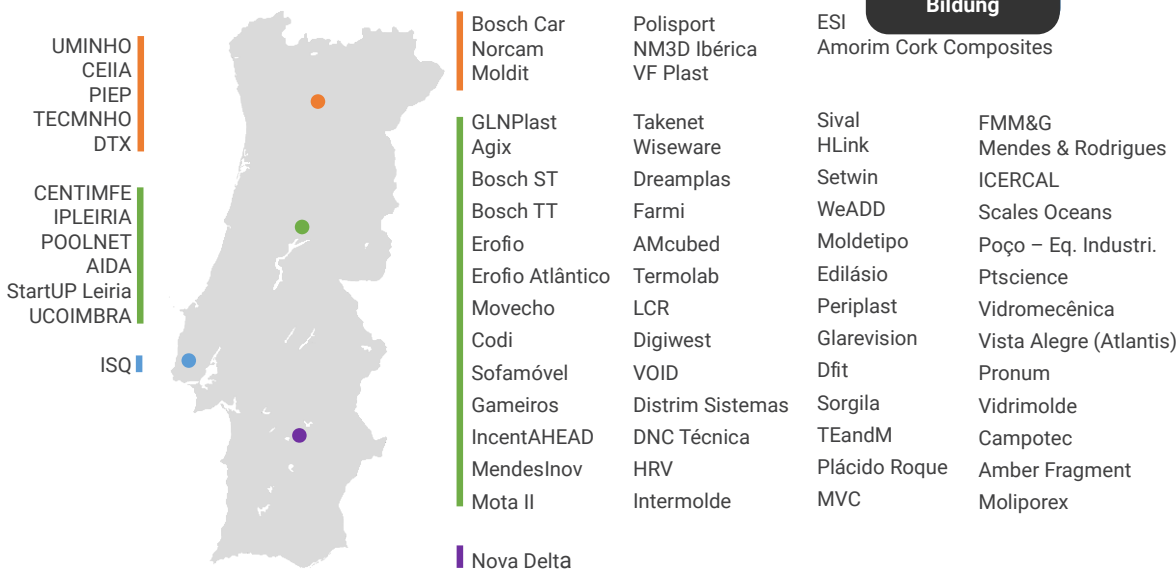 Bildung
UMINHO
CEIIA
PIEP
TECMNHO
DTX
CENTIMFE
IPLEIRIA
POOLNET
AIDA
StartUP Leiria
UCOIMBRA
ISQ
Bosch Car Polisport ESI
Norcam NM3D Ibérica Amorim Cork Composites
Moldit VF Plast
GLNPlast Takenet Sival FMM&G
Agix Wiseware HLink Mendes & Rodrigues
Bosch ST Dreamplas Setwin ICERCAL
Bosch TT Farmi WeADD Scales Oceans
Erofio AMcubed Moldetipo Poço – Eq. Industri.
Erofio Atlântico Termolab Edilásio Ptscience
Movecho LCR Periplast Vidromecênica
Codi Digiwest Glarevision Vista Alegre (Atlantis)
Sofamóvel VOID Dfit Pronum
Gameiros Distrim Sistemas Sorgila Vidrimolde
IncentAHEAD DNC Técnica TEandM Campotec
MendesInov HRV Plácido Roque Amber Fragment
Mota II Intermolde MVC Moliporex
Nova Delta